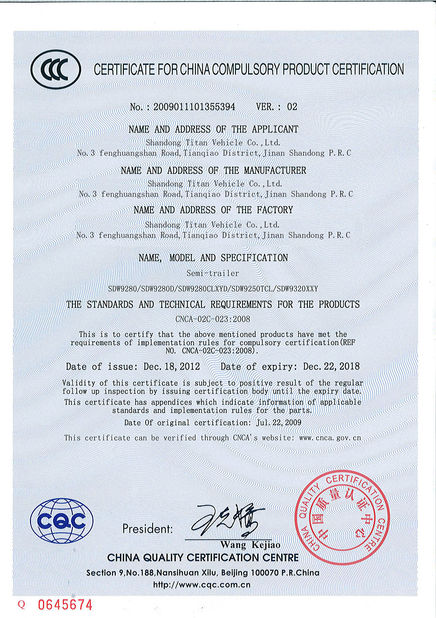 CCC
CERTIFICATE FOR CHINA COMPULSORY PRODUCT CERTIFICATION
No.: 2009011101355394 VER.: 02
NAME AND ADDRESS OF THE APPLICANT
Shandong Titan Vehicle Co.,Ltd.
No.3 fenghuangshan Road,Tianqiao District,Jinan Shandong P.R.C
NAME AND ADDRESS OF THE MANUFACTURER
Shandong Titan Vehicle Co.,Ltd.
No.3 fenghuangshan Road,Tianqiao District,Jinan Shandong P.R.C
NAME AND ADDRESS OF THE FACTORY
Shandong Titan Vehicle Co.,Ltd.
No.3 fenghuangshan Road,Tianqiao District,Jinan Shandong P.R.C
NAME, MODEL AND SPECIFICATION
Semi-trailer
SDW9280/SDW9280D/SDW9280CLXYD/SDW9250TCL/SDW9320XXY
THE STANDARDS AND TECHNICAL REQUIREMENTS FOR THE PRODUCTS
CNCA-02C-023:2008
This is to certify that the above mentioned products have met the
requirements of implementation rules for compulsory certification(REF
NO. CNCA-02C-023:2008).
Date of issue: Dec.18,2012 Date of expiry: Dec.22,2018
Validity of this certificate is subject to positive result of the regular
follow up inspection by issuing certification body until the expiry date.
This certificate has appendices which indicate information of applicable
standards and implementation rules for the parts.
Date Of original certification: Jul.22,2009
This certificate can be verified through CNCA's website: www.cnca.gov.cn
CQC
President:
Wang Kejiao
CHINA QUALITY CERTIFICATION CENTRE
中国质量认证中心
CHINA QUALITY CERTIFICATION CENTRE
Section 9,No.188,Nansihuan Xilu, Beijing 100070 P.R.China
http://www.cqc.com.cn
Q 0645674